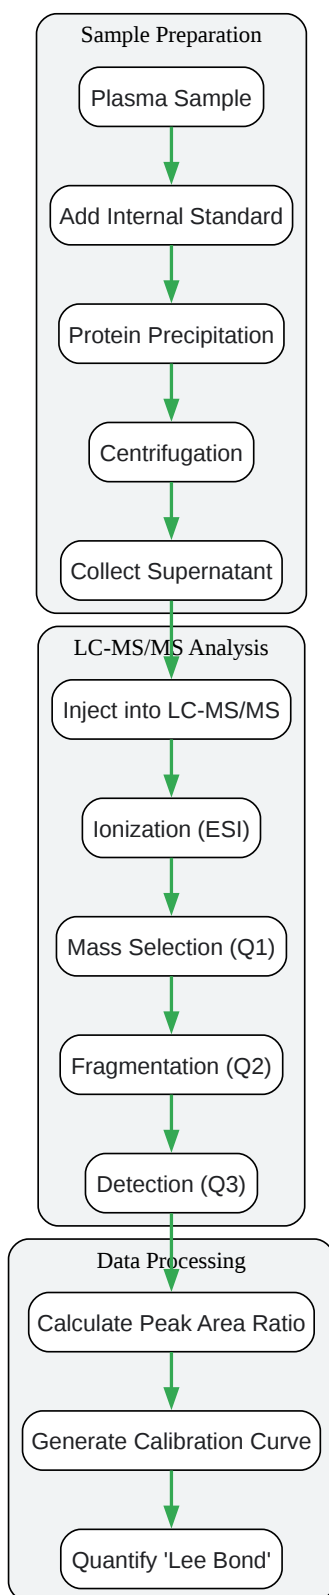 Sample Preparation
Plasma Sample
Add Internal Standard
Protein Precipitation
Centrifugation
Collect Supernatant
LC-MS/MS Analysis
Inject into LC-MS/MS
Ionization (ESI)
Mass Selection (Q1)
Fragmentation (Q2)
Detection (Q3)
Data Processing
Calculate Peak Area Ratio
Generate Calibration Curve
Quantify 'Lee Bond'